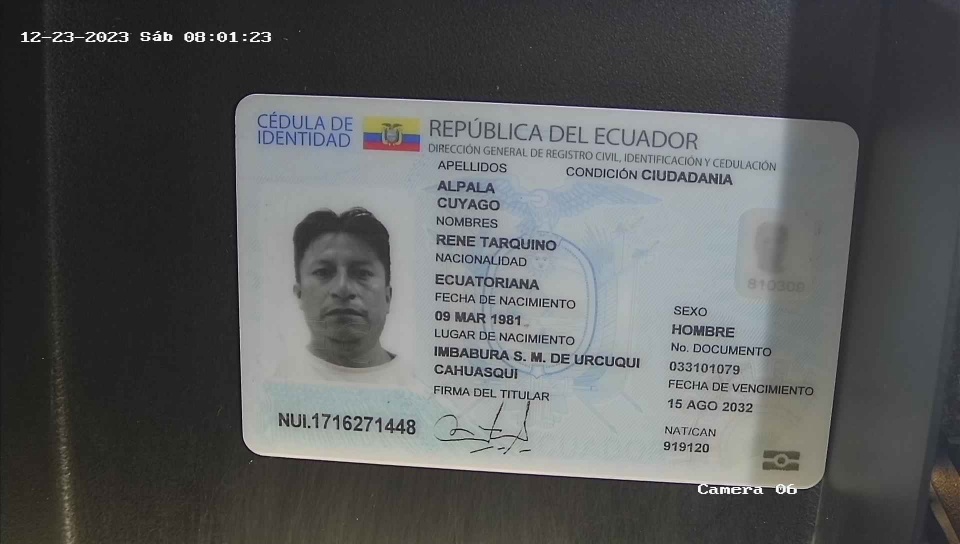 12-23-2023 Sáb 08:01:23
CÉDULA DE
IDENTIDAD
REPÚBLICA DEL ECUADOR
DIRECCIÓN GENERAL DE REGISTRO CIVIL, IDENTIFICACIÓN Y CEDULACIÓN
APELLIDOS
CONDICIÓN CIUDADANIA
ALPALA
CUYAGO
NOMBRES
RENE TARQUINO
NACIONALIDAD
ECUATORIANA
FECHA DE NACIMIENTO
09 MAR 1981
LUGAR DE NACIMIENTO
IMBABURA S. M. DE URCUQUI
CAHUASQUI
FIRMA DEL TITULAR
SEXO
HOMBRE
No. DOCUMENTO
033101079
FECHA DE VENCIMIENTO
15 AGO 2032
NAT/CAN
919120
NUI.1716271448
Camera 06